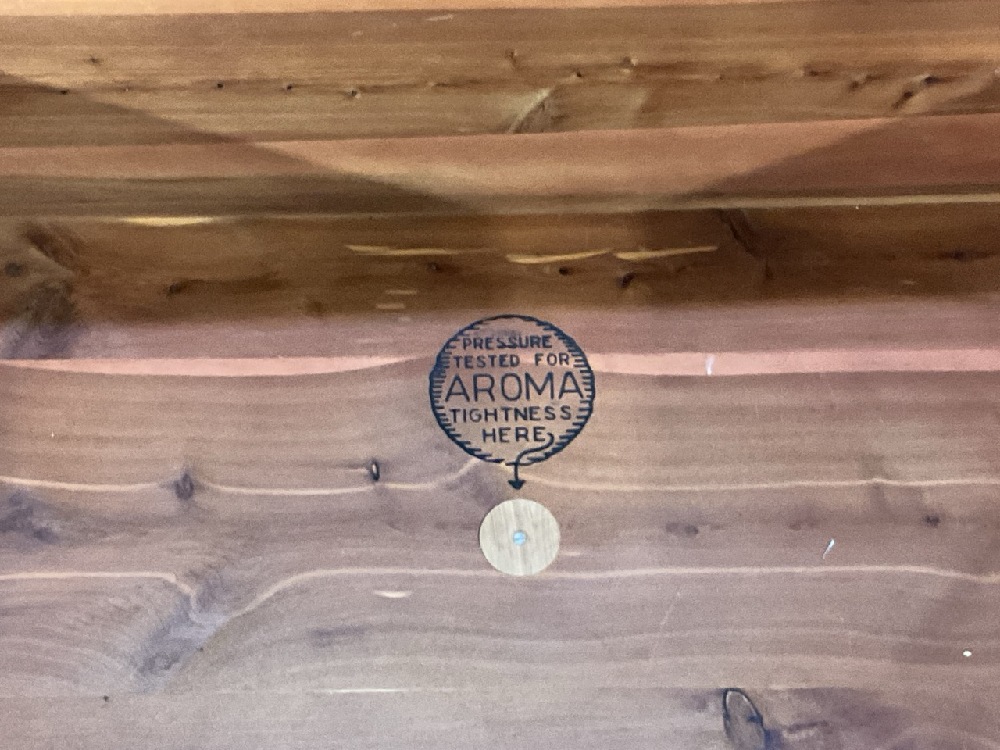 PRESSURE
TESTED FOR
AROMA
TIGHTNESS
HERE